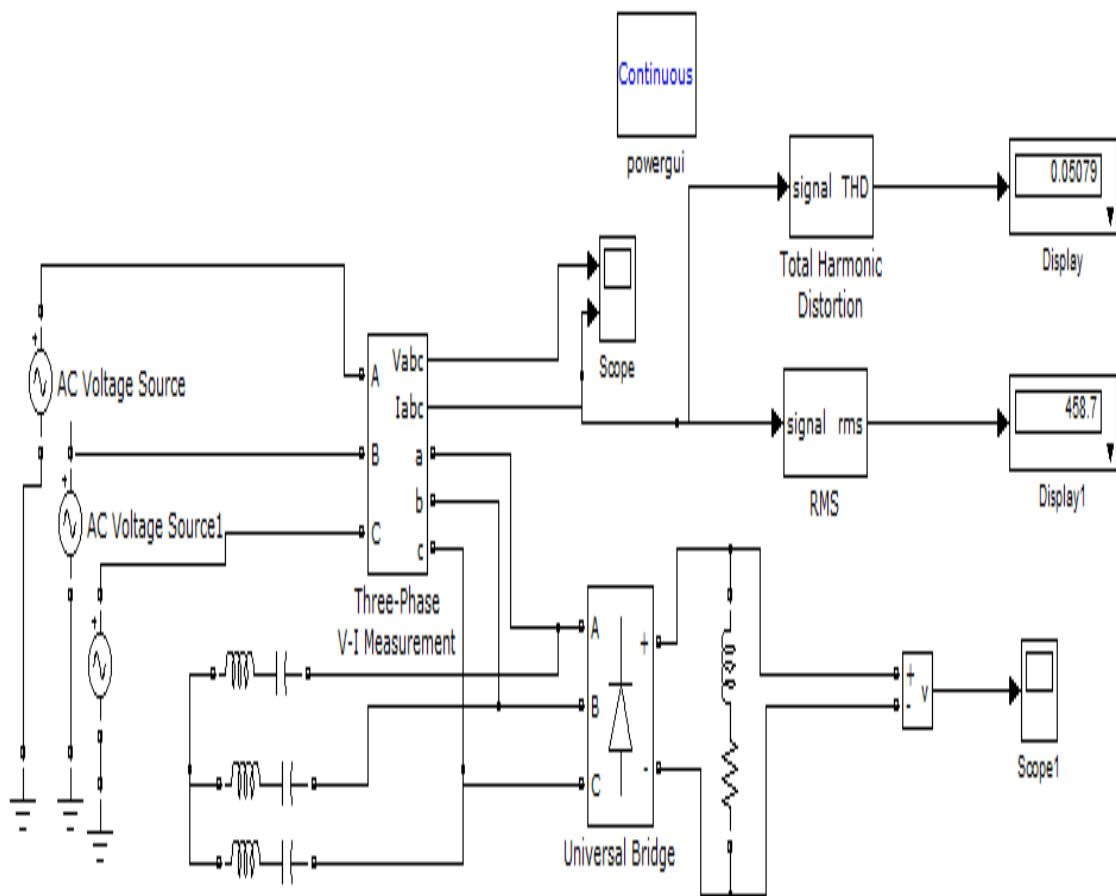 Continuous
powergui
signal THD
Total Harmonic
Distortion
0.05079
Display
Scope
AC Voltage Source
A
Vabc
Iabc
B
a
b
C
c
Three-Phase
V-I Measurement
AC Voltage Source1
signal rms
RMS
458.7
Display1
A
B
C
+
-
Universal Bridge
+
-
v
Scope1
+
+
+